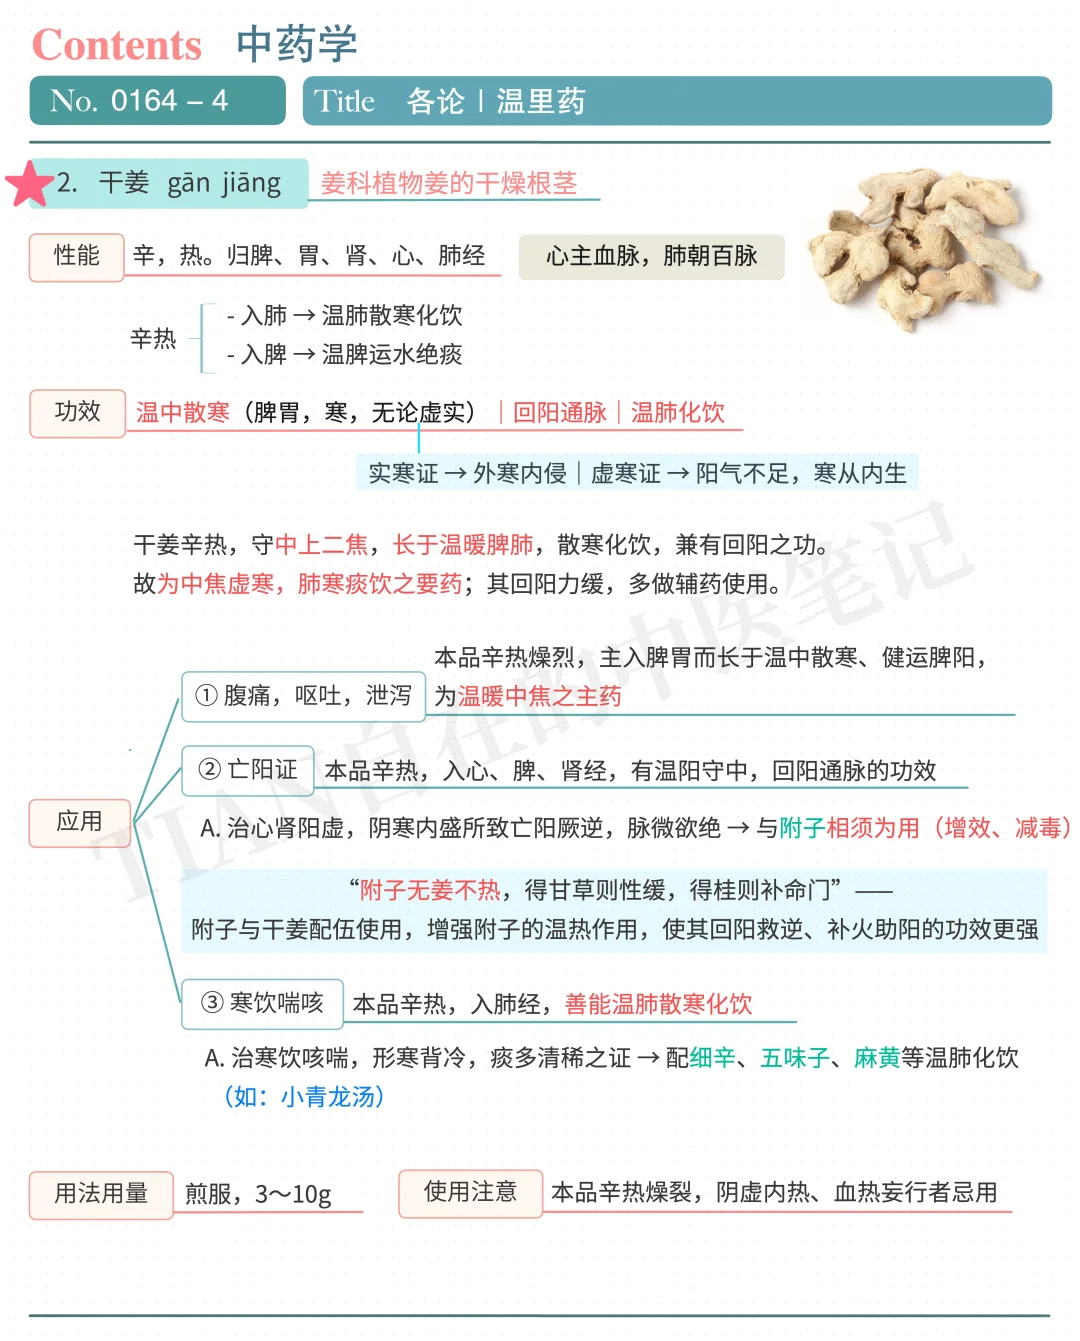 Contents 中药学
No. 0164 – 4 Title 各论 | 温里药
2. 干姜 gān jiāng 姜科植物姜的干燥根茎
性能 辛，热。归脾、胃、肾、心、肺经 心主血脉，肺朝百脉
辛热
- 入肺 → 温肺散寒化饮
- 入脾 → 温脾运水绝痰
功效 温中散寒（脾胃，寒，无论虚实）｜回阳通脉｜温肺化饮
实寒证 → 外寒内侵｜虚寒证 → 阳气不足，寒从内生
干姜辛热，守中上二焦，长于温暖脾肺，散寒化饮，兼有回阳之功。
故为中焦虚寒，肺寒痰饮之要药；其回阳力缓，多做辅药使用。
应用
① 腹痛，呕吐，泄泻
本品辛热燥烈，主入脾胃而长于温中散寒、健运脾阳，
为温暖中焦之主药
② 亡阳证 本品辛热，入心、脾、肾经，有温阳守中，回阳通脉的功效
A. 治心肾阳虚，阴寒内盛所致亡阳厥逆，脉微欲绝 → 与附子相须为用（增效、减毒）
“附子无姜不热，得甘草则性缓，得桂则补命门” ——
附子与干姜配伍使用，增强附子的温热作用，使其回阳救逆、补火助阳的功效更强
③ 寒饮喘咳 本品辛热，入肺经，善能温肺散寒化饮
A. 治寒饮咳喘，形寒背冷，痰多清稀之证 → 配细辛、五味子、麻黄等温肺化饮
（如：小青龙汤）
用法用量 煎服，3～10g 使用注意 本品辛热燥裂，阴虚内热、血热妄行者忌用
TIAN自在的中医笔记